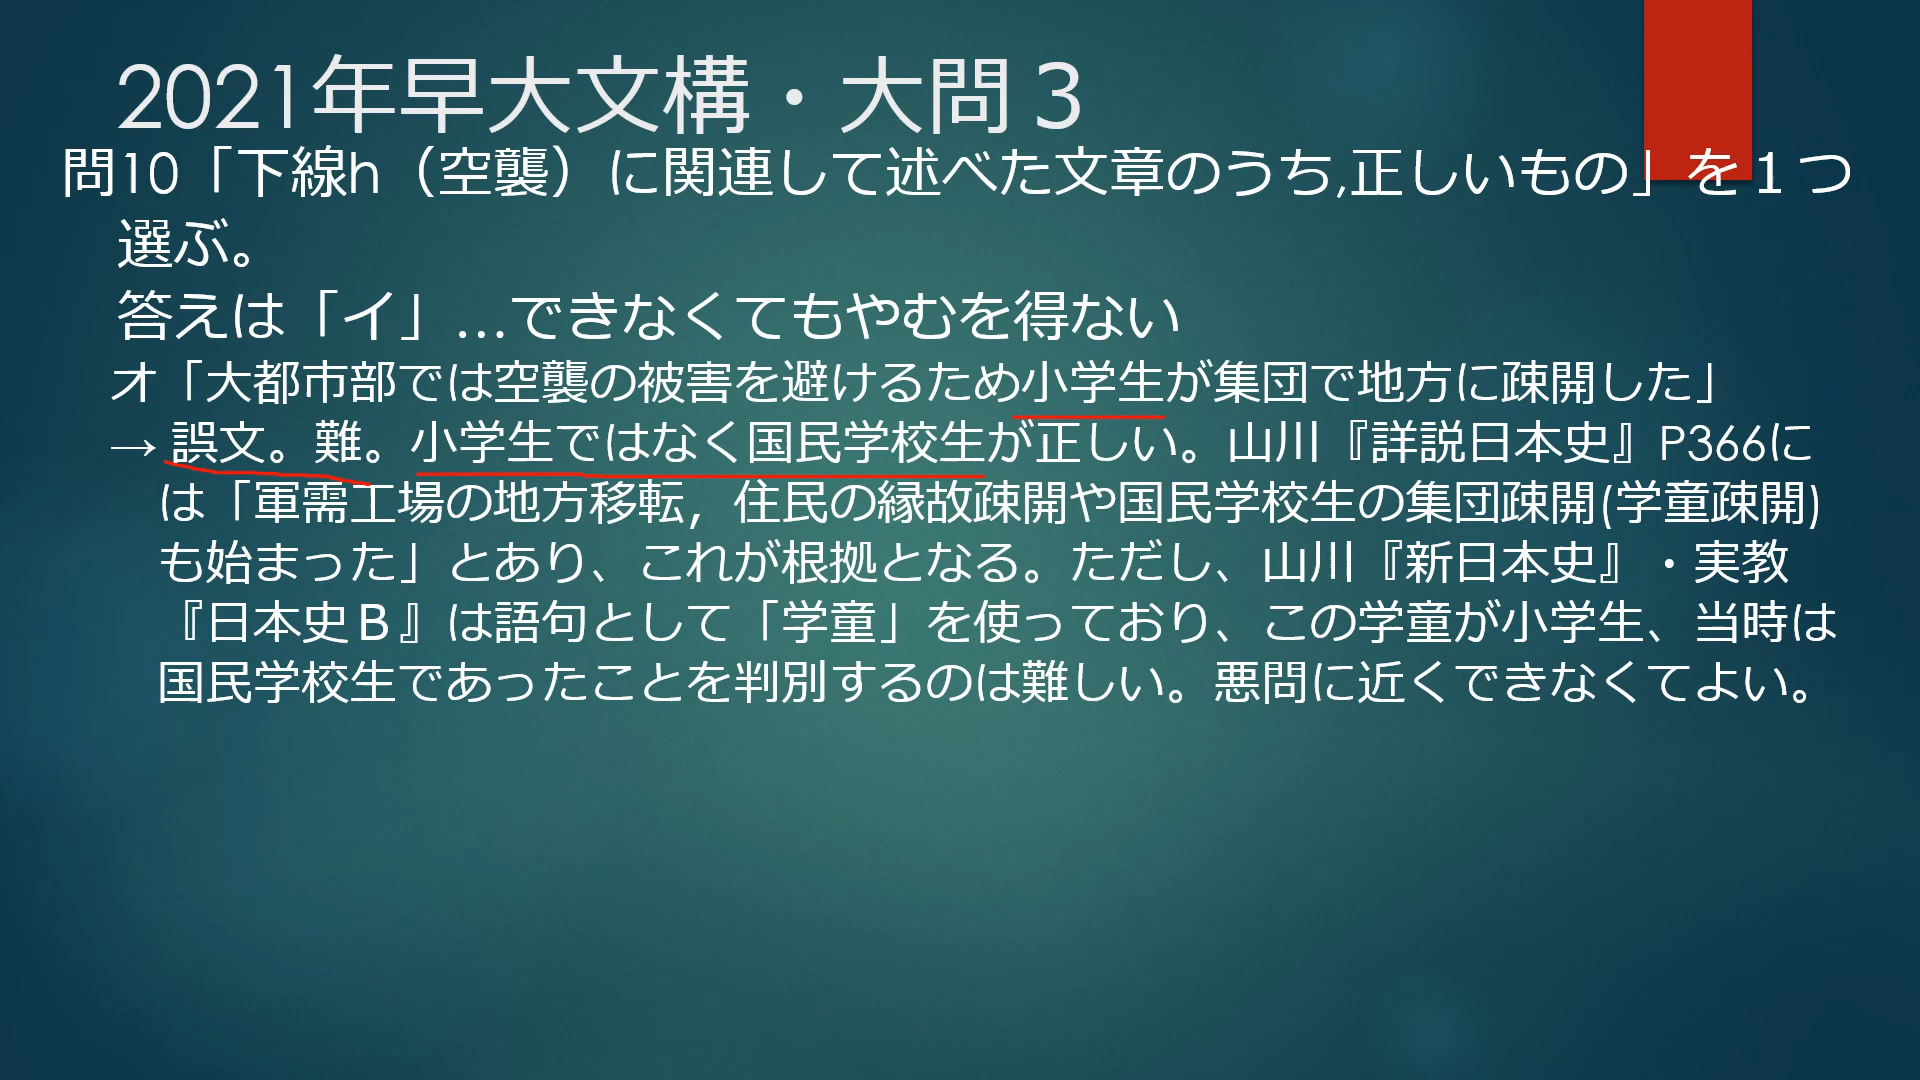 2021年早大文構・大問３
問10「下線h（空襲）に関連して述べた文章のうち,正しいもの」を１つ
選ぶ。
答えは「イ」…できなくてもやむを得ない
オ「大都市部では空襲の被害を避けるため小学生が集団で地方に疎開した」
→ 誤文。難。小学生ではなく国民学校生が正しい。山川『詳説日本史』P366に
は「軍需工場の地方移転，住民の縁故疎開や国民学校生の集団疎開(学童疎開)
も始まった」とあり、これが根拠となる。ただし、山川『新日本史』・実教
『日本史Ｂ』は語句として「学童」を使っており、この学童が小学生、当時は
国民学校生であったことを判別するのは難しい。悪問に近くできなくてよい。